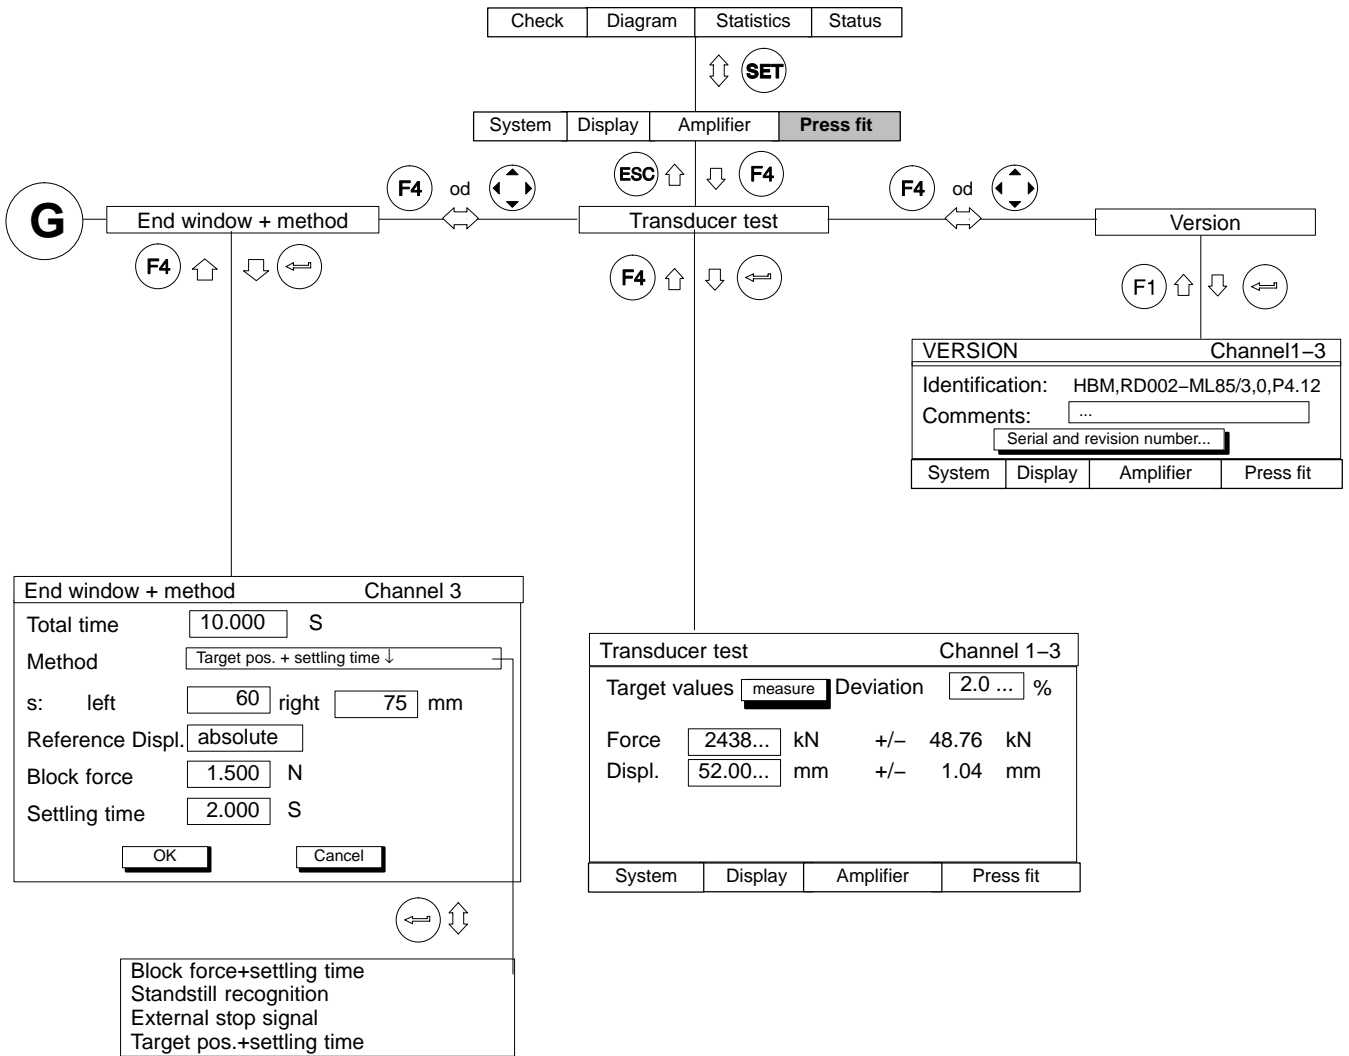 Check Diagram Statistics Status
SET
System Display Amplifier Press fit
ESC F4
F4 od
F4 od
G
End window + method
Transducer test
Version
F4
F4
F1
VERSION Channel1–3
Identification: HBM,RD002–ML85/3,0,P4.12
Comments: ...
Serial and revision number...
System Display Amplifier Press fit
End window + method Channel 3
Total time 10.000 S
Method Target pos. + settling time ↓
s: left 60 right 75 mm
Reference Displ. absolute
Block force 1.500 N
Settling time 2.000 S
OK Cancel
Block force+settling time
Standstill recognition
External stop signal
Target pos.+settling time
Transducer test Channel 1–3
Target values measure Deviation 2.0 ... %
Force 2438... kN +/– 48.76 kN
Displ. 52.00... mm +/– 1.04 mm
System Display Amplifier Press fit